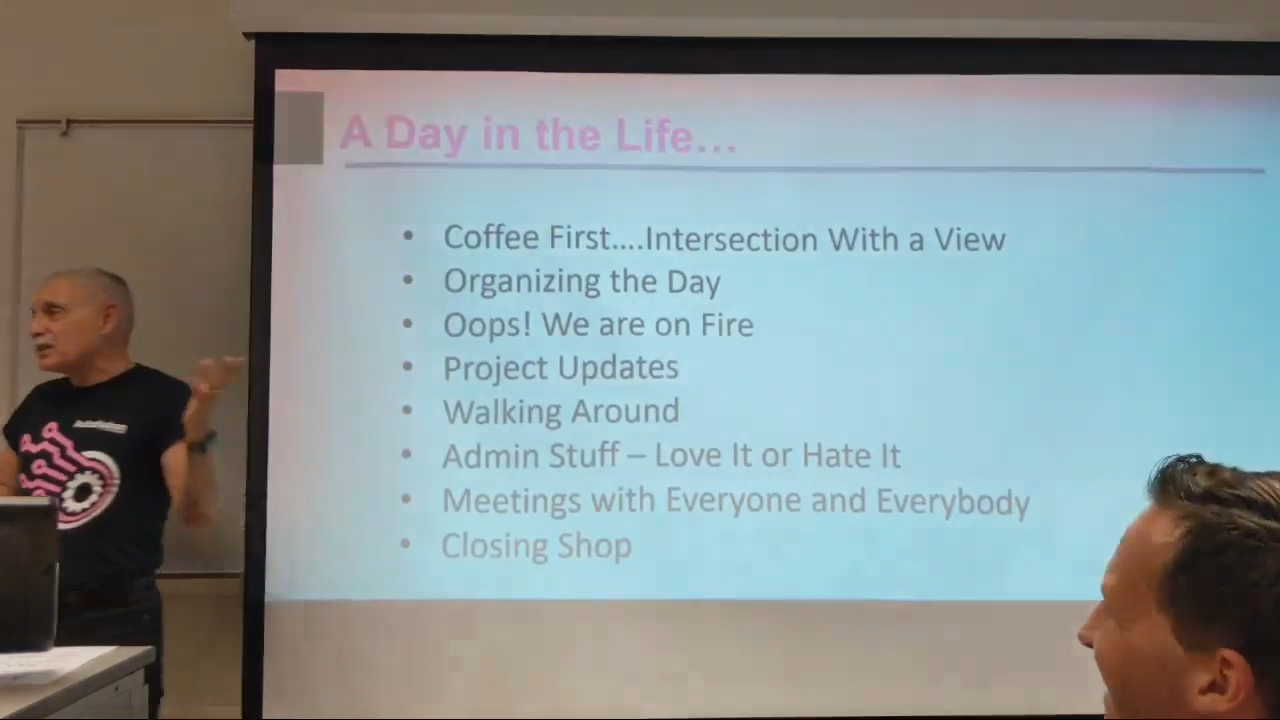 A Day in the Life...
• Coffee First....Intersection With a View
• Organizing the Day
• Oops! We are on Fire
• Project Updates
• Walking Around
• Admin Stuff – Love It or Hate It
• Meetings with Everyone and Everybody
• Closing Shop